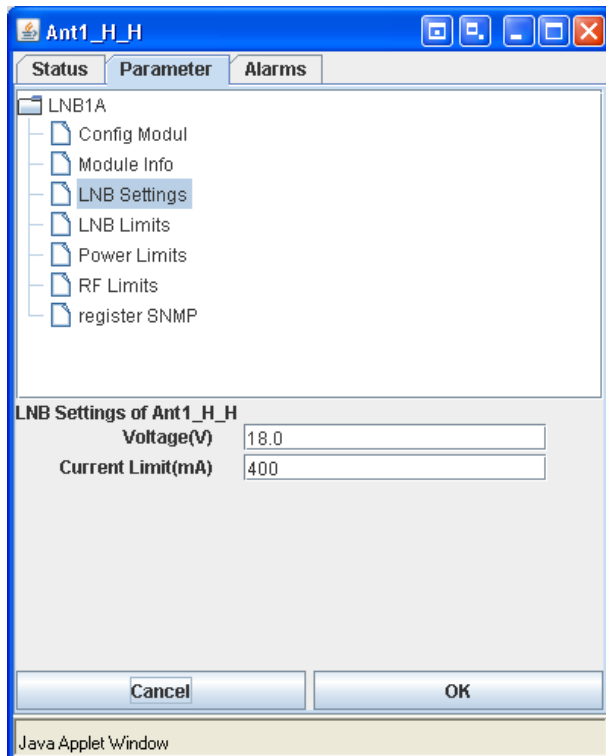 Ant1_H_H
Status Parameter Alarms
LNB1A
Config Modul
Module Info
LNB Settings
LNB Limits
Power Limits
RF Limits
register SNMP
LNB Settings of Ant1_H_H
Voltage(V) 18.0
Current Limit(mA) 400
Cancel OK
Java Applet Window